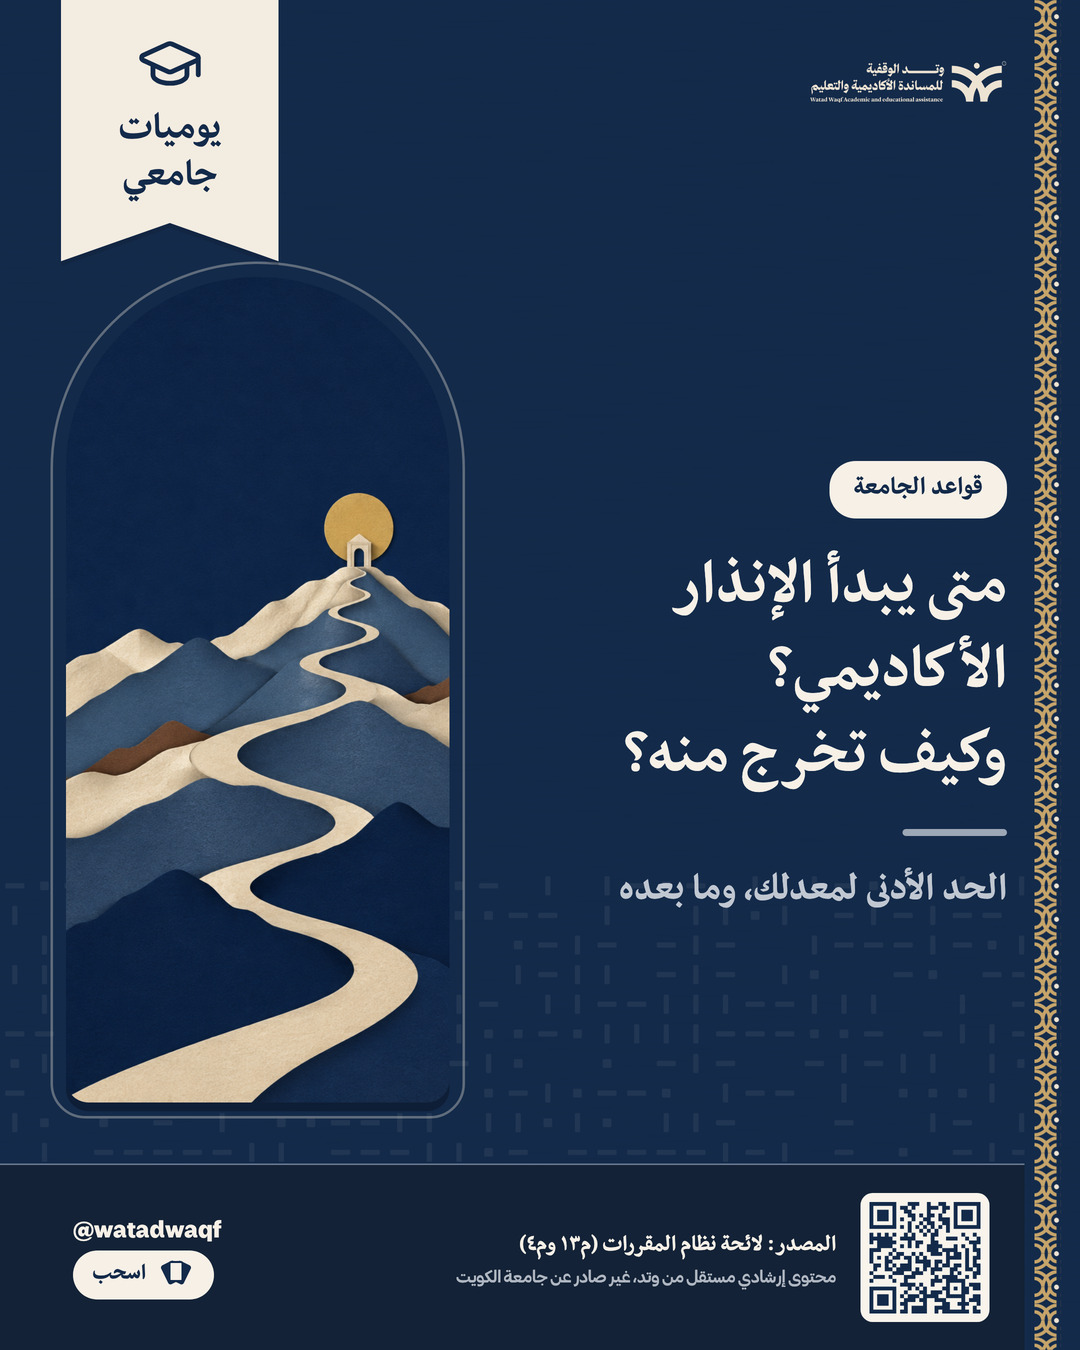 يوميات
جامعي
وتـــد الوقفية
للمساندة الأكاديمية والتعليم
Watad Waqf Academic and educational assistance
قواعد الجامعة
متى يبدأ الإنذار
الأكاديمي؟
وكيف تخرج منه؟
الحد الأدنى لمعدلك، وما بعده
المصدر: لائحة نظام المقررات (م١٣ وم٤)
محتوى إرشادي مستقل من وتد، غير صادر عن جامعة الكويت
@watadwaqf
اسحب